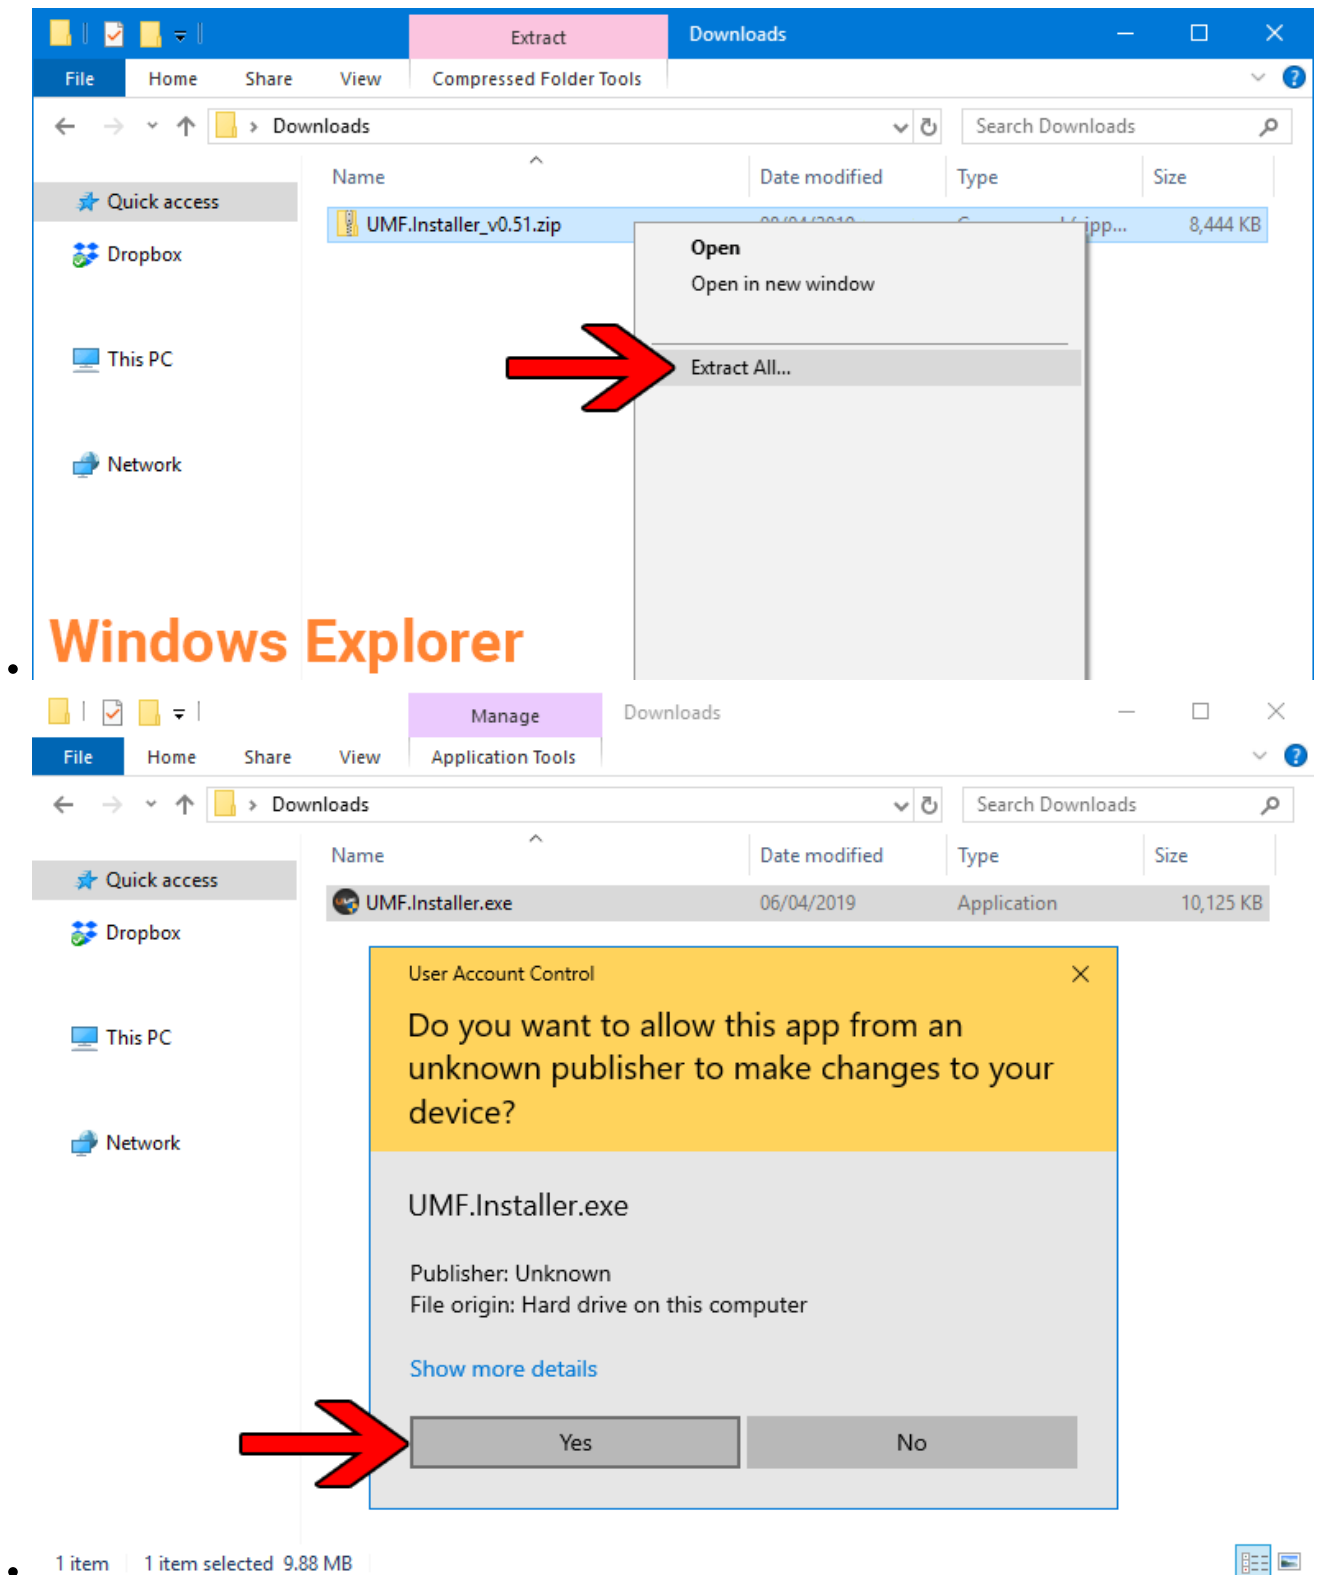 Extract Downloads
File Home Share View Compressed Folder Tools
Downloads Search Downloads
Name Date modified Type Size
Quick access
UMF.Installer_v0.51.zip 8,444 KB
Open
Dropbox
Open in new window
This PC
Extract All...
Network
Windows Explorer
Manage Downloads
File Home Share View Application Tools
Downloads Search Downloads
Name Date modified Type Size
Quick access
UMF.Installer.exe 06/04/2019 Application 10,125 KB
Dropbox
User Account Control
Do you want to allow this app from an
unknown publisher to make changes to your
device?
This PC
Network
UMF.Installer.exe
Publisher: Unknown
File origin: Hard drive on this computer
Show more details
Yes No
1 item 1 item selected 9.88 MB